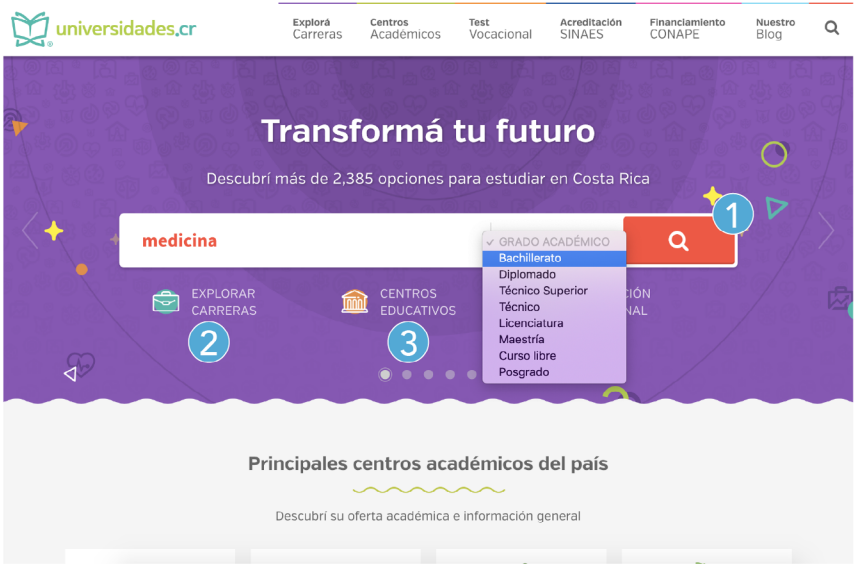 universidades.cr
Explorá
Carreras
Centros
Académicos
Test
Vocacional
Acreditación
SINAES
Financiamiento
CONAPE
Nuestro
Blog
Transformá tu futuro
Descubrí más de 2,385 opciones para estudiar en Costa Rica
1
medicina
✓ GRADO ACADÉMICO
Bachillerato
Diplomado
Técnico Superior
Técnico
Licenciatura
Maestría
Curso libre
Posgrado
EXPLORAR
CARRERAS
2
CENTROS
EDUCATIVOS
3
Principales centros académicos del país
Descubrí su oferta académica e información general